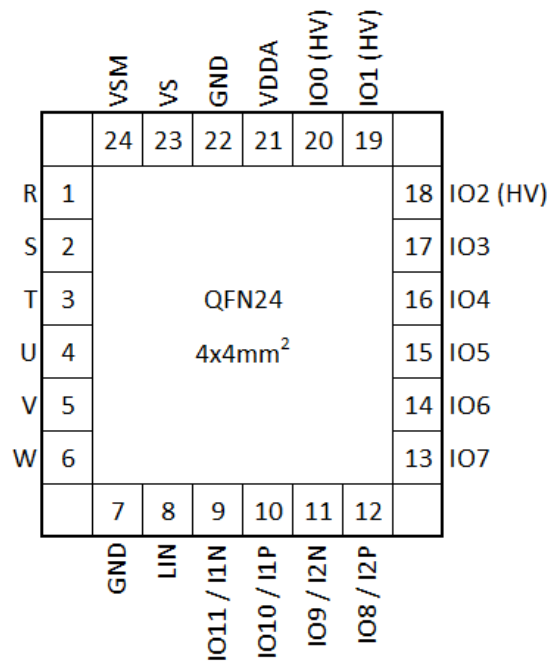 VSM VS GND VDDA IO0 (HV) IO1 (HV)
24 23 22 21 20 19
R 1 18 IO2 (HV)
S 2 17 IO3
T 3 QFN24 16 IO4
U 4 4x4mm² 15 IO5
V 5 14 IO6
W 6 13 IO7
7 8 9 10 11 12
GND LIN IO11 / I1N IO10 / I1P IO9 / I2N IO8 / I2P